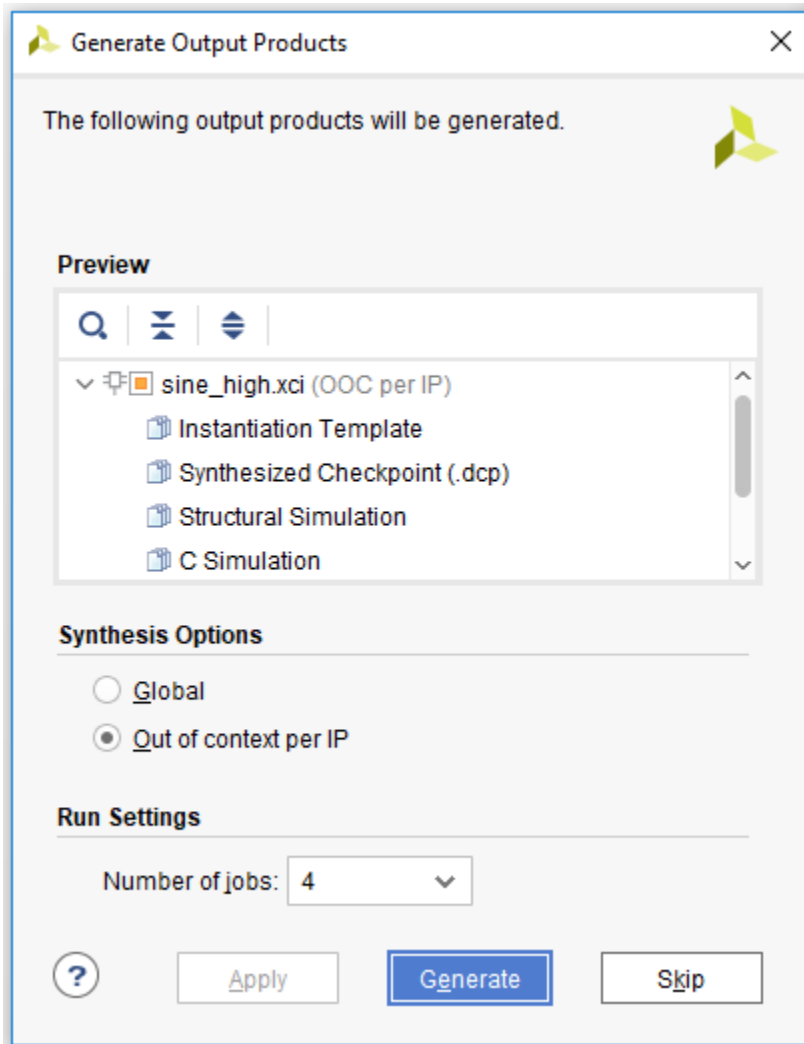 Generate Output Products
The following output products will be generated.
Preview
sine_high.xci (OOC per IP)
Instantiation Template
Synthesized Checkpoint (.dcp)
Structural Simulation
C Simulation
Synthesis Options
Global
Out of context per IP
Run Settings
Number of jobs: 4
? Apply Generate Skip